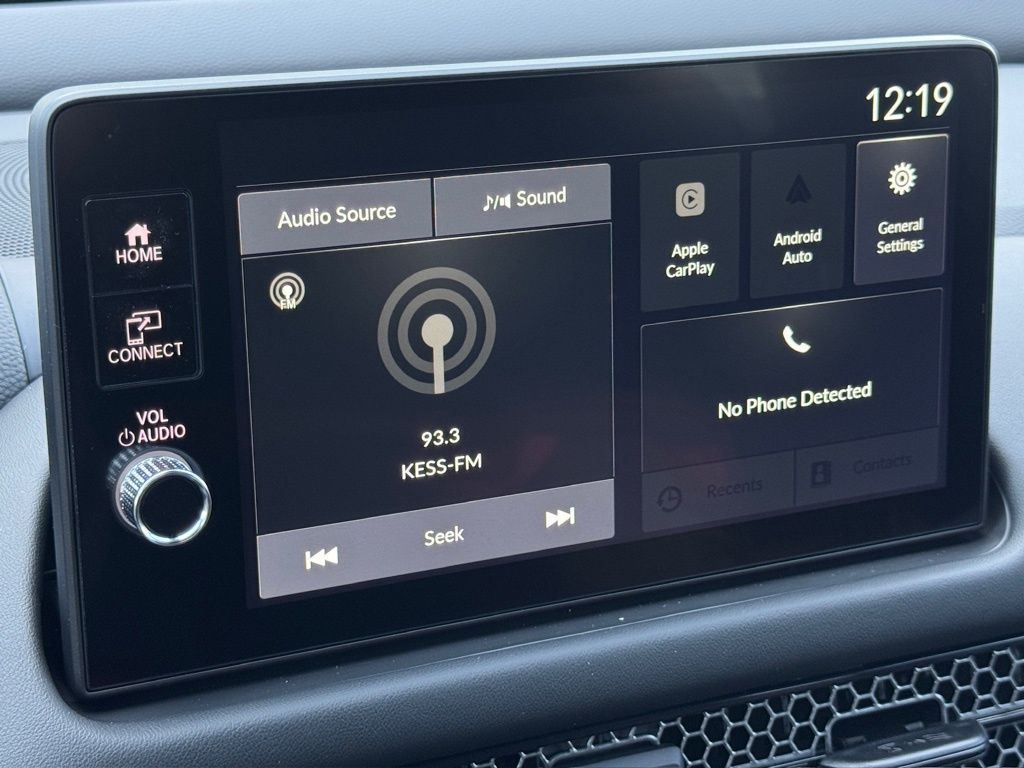 12:19
HOME
CONNECT
VOL
AUDIO
Audio Source
Sound
FM
93.3
KESS-FM
Seek
Apple
CarPlay
Android
Auto
General
Settings
No Phone Detected
Recents
Contacts